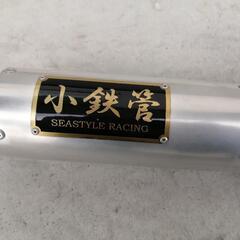 小鉄管
SEASTYLE RACING